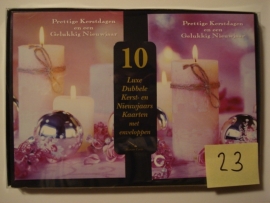 Prettige Kerstdagen
en een
Gelukkig Nieuwjaar
Prettige Kerstdagen
en een
Gelukkig Nieuwjaar
10
Luxe
Dubbele
Kerst- en
Nieuwjaars
Kaarten
met
enveloppen
23